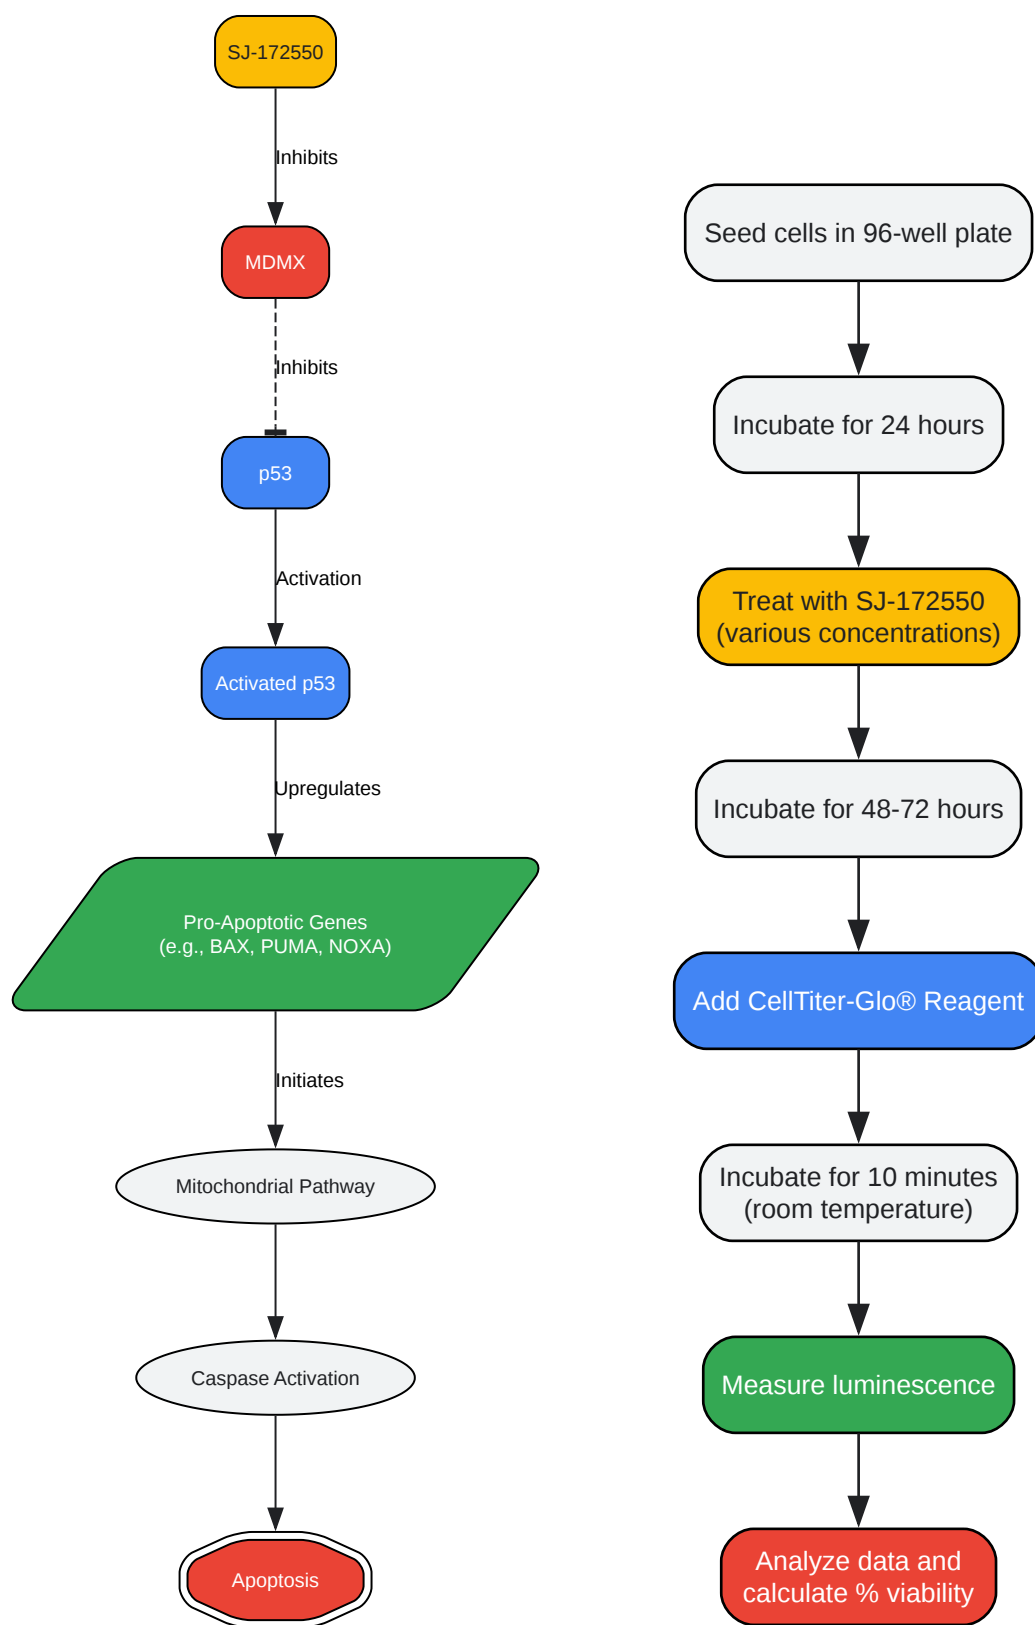 SJ-172550
Inhibits
MDMX
Inhibits
p53
Activation
Activated p53
Upregulates
Pro-Apoptotic Genes
(e.g., BAX, PUMA, NOXA)
Initiates
Mitochondrial Pathway
Caspase Activation
Apoptosis
Seed cells in 96-well plate
Incubate for 24 hours
Treat with SJ-172550
(various concentrations)
Incubate for 48-72 hours
Add CellTiter-Glo® Reagent
Incubate for 10 minutes
(room temperature)
Measure luminescence
Analyze data and
calculate % viability